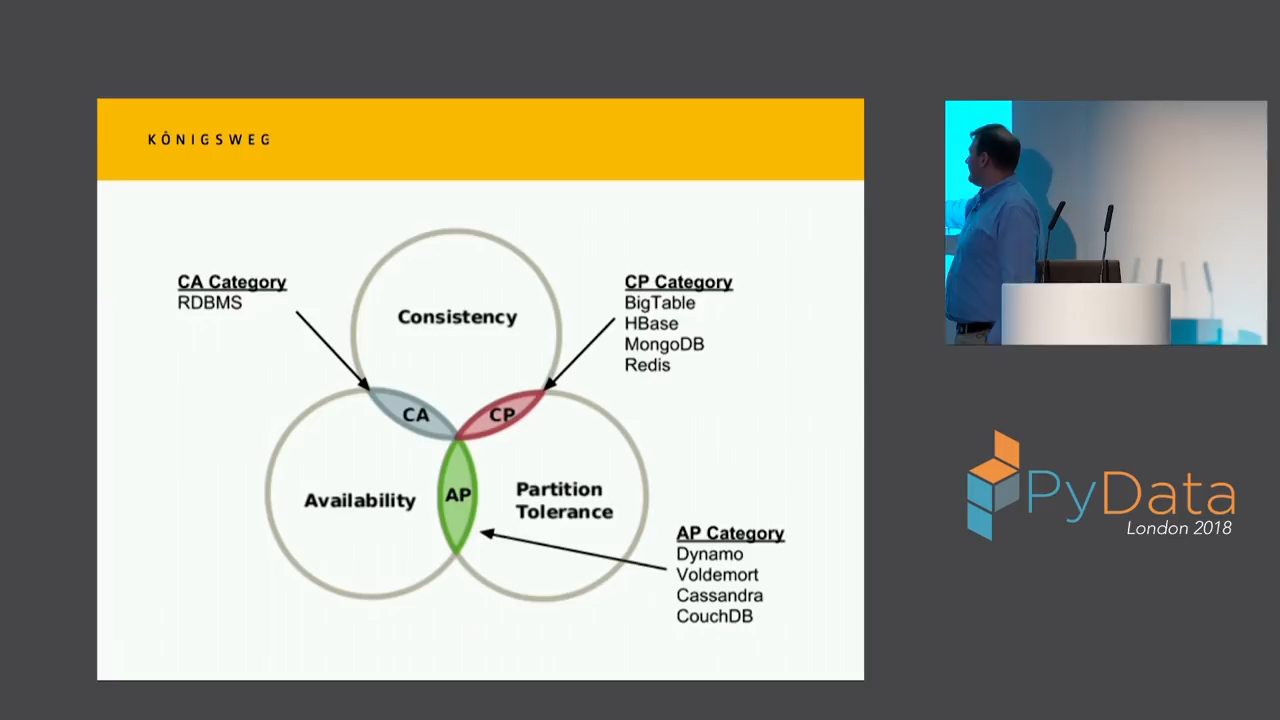 KÖNIGSWEG
CA Category
RDBMS
Consistency
CP Category
BigTable
HBase
MongoDB
Redis
CA
CP
Availability
AP
Partition
Tolerance
AP Category
Dynamo
Voldemort
Cassandra
CouchDB
PyData
London 2018